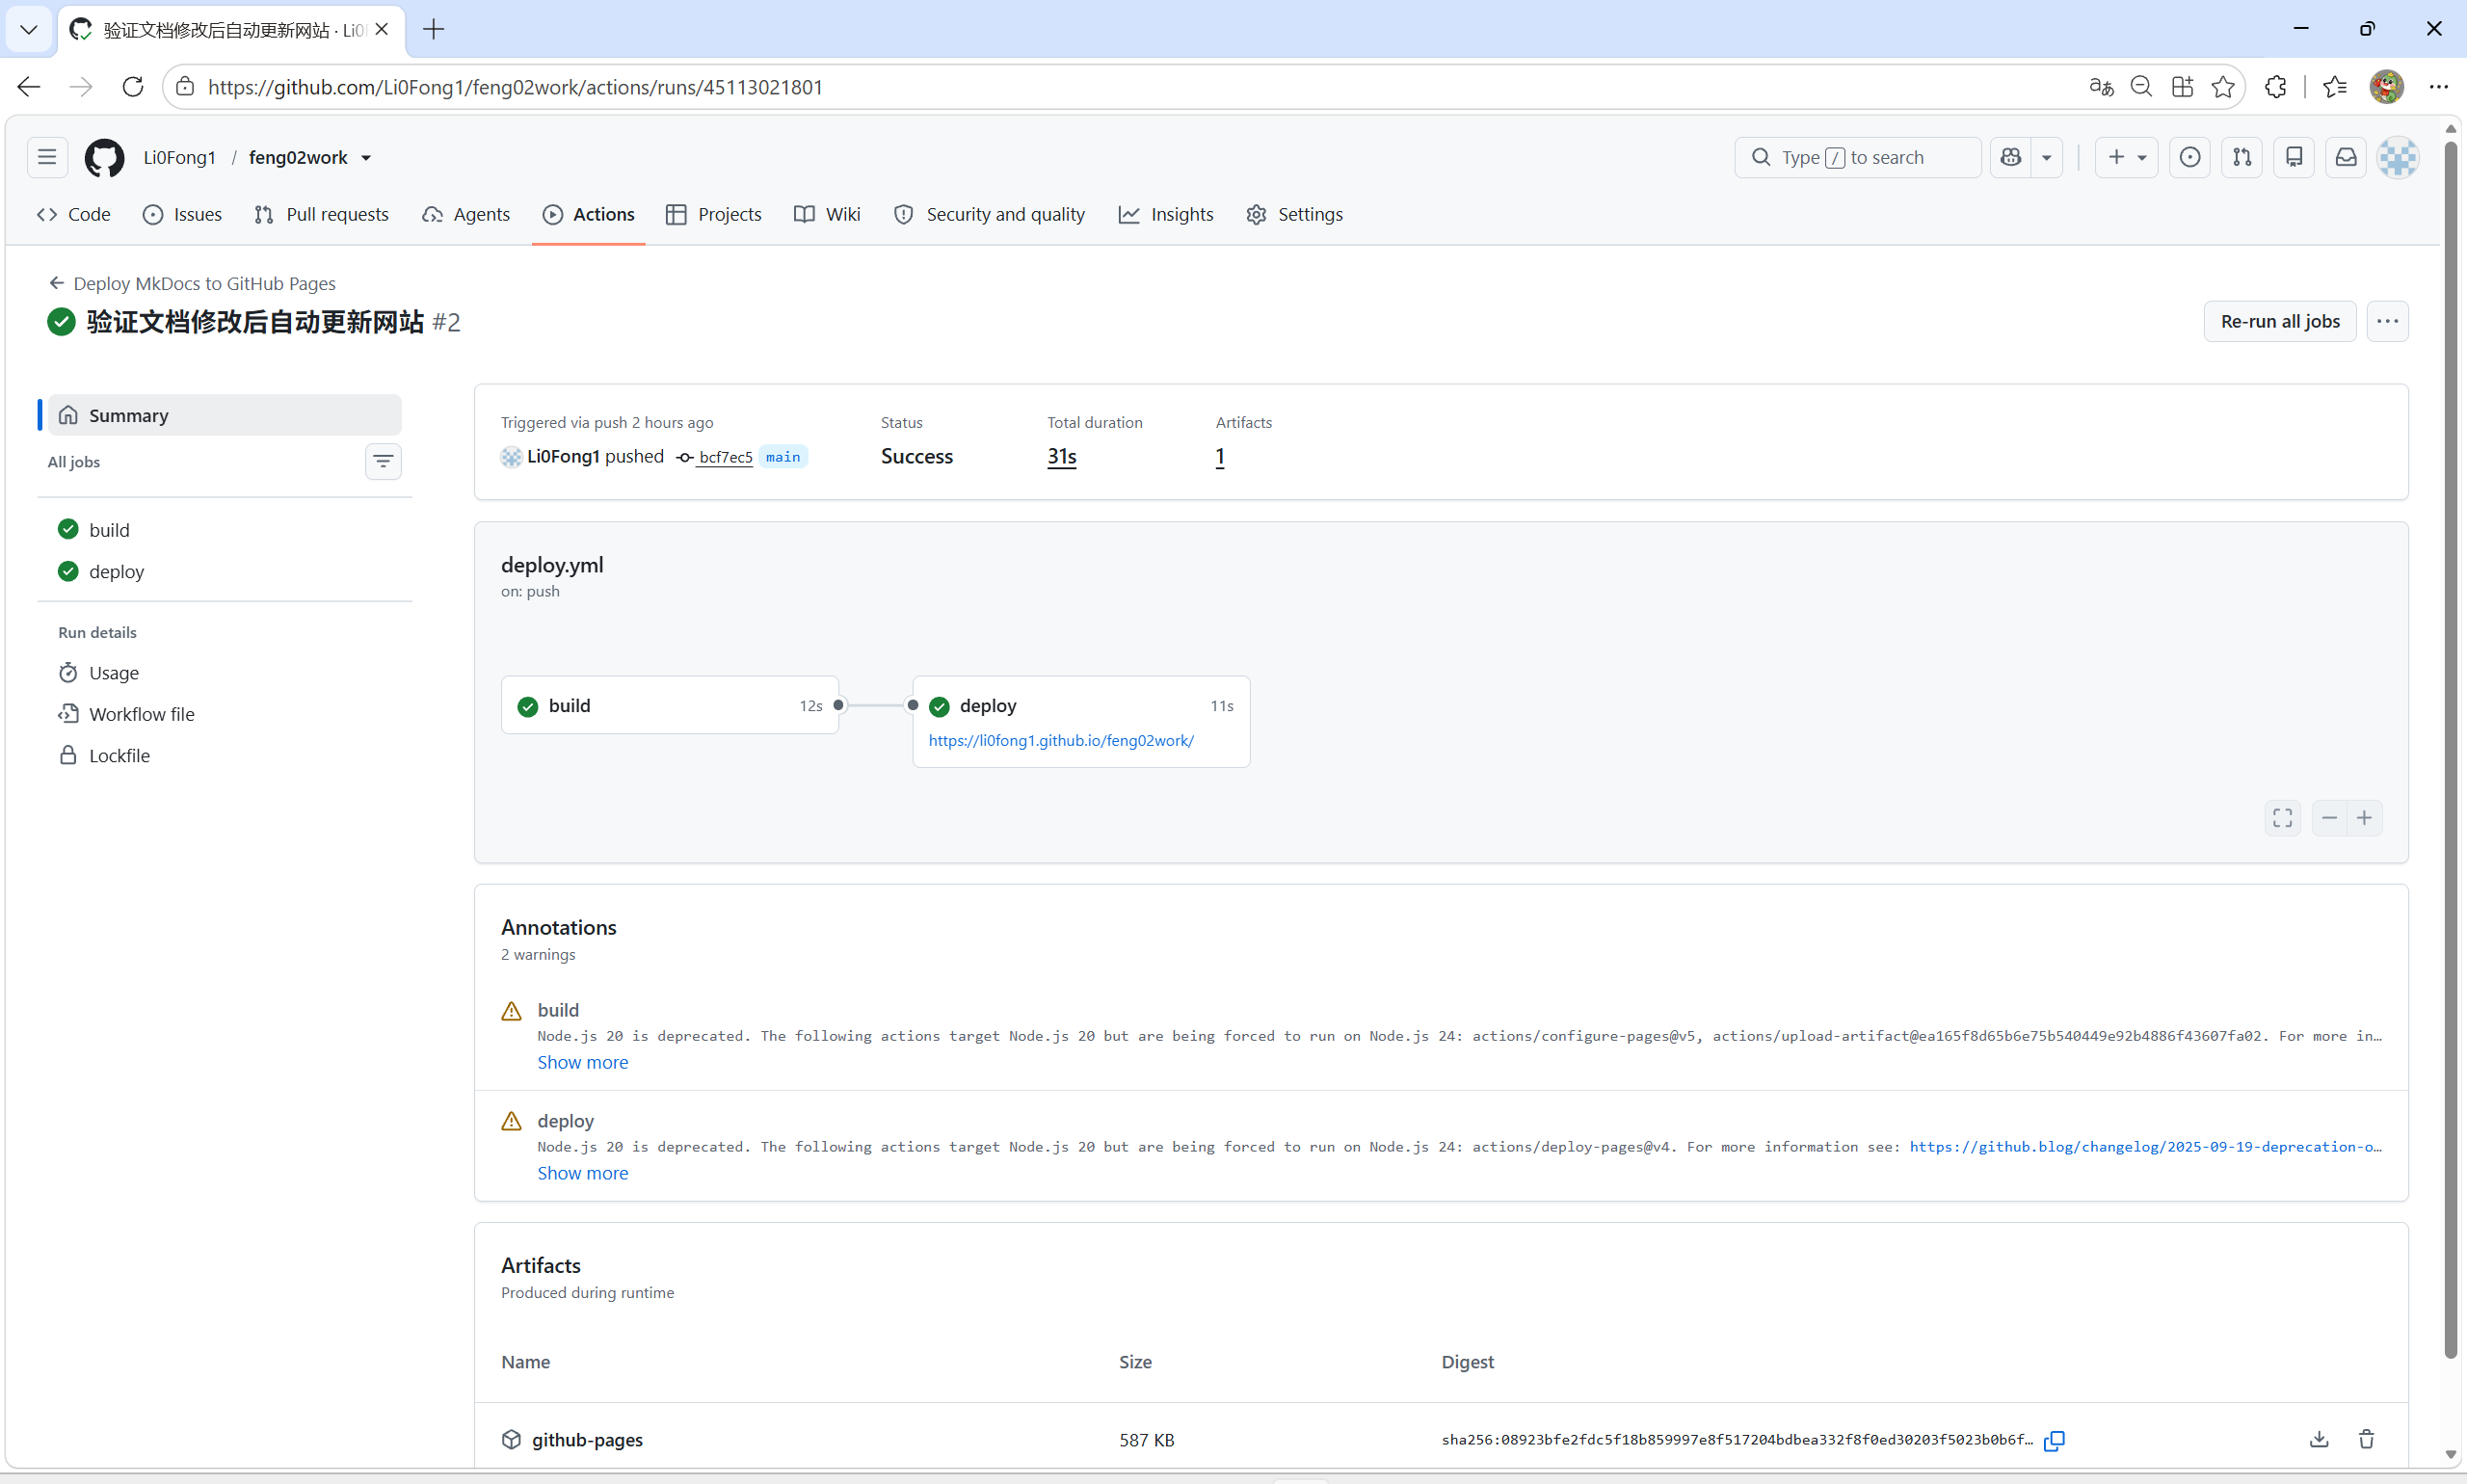 验证文档修改后自动更新网站 · Li0
https://github.com/Li0Fong1/feng02work/actions/runs/45113021801
Li0Fong1 / feng02work
Type / to search
Code
Issues
Pull requests
Agents
Actions
Projects
Wiki
Security and quality
Insights
Settings
Deploy MkDocs to GitHub Pages
验证文档修改后自动更新网站 #2
Re-run all jobs
Summary
All jobs
build
deploy
Run details
Usage
Workflow file
Lockfile
Triggered via push 2 hours ago
Li0Fong1 pushed bcf7ec5 main
Status
Success
Total duration
31s
Artifacts
1
deploy.yml
on: push
build 12s
deploy 11s
https://li0fong1.github.io/feng02work/
Annotations
2 warnings
build
Node.js 20 is deprecated. The following actions target Node.js 20 but are being forced to run on Node.js 24: actions/configure-pages@v5, actions/upload-artifact@ea165f8d65b6e75b540449e92b4886f43607fa02. For more in…
Show more
deploy
Node.js 20 is deprecated. The following actions target Node.js 20 but are being forced to run on Node.js 24: actions/deploy-pages@v4. For more information see: https://github.blog/changelog/2025-09-19-deprecation-o…
Show more
Artifacts
Produced during runtime
Name Size Digest
github-pages 587 KB sha256:08923bfe2fdc5f18b859997e8f517204bdbea332f8f0ed30203f5023b0b6f…